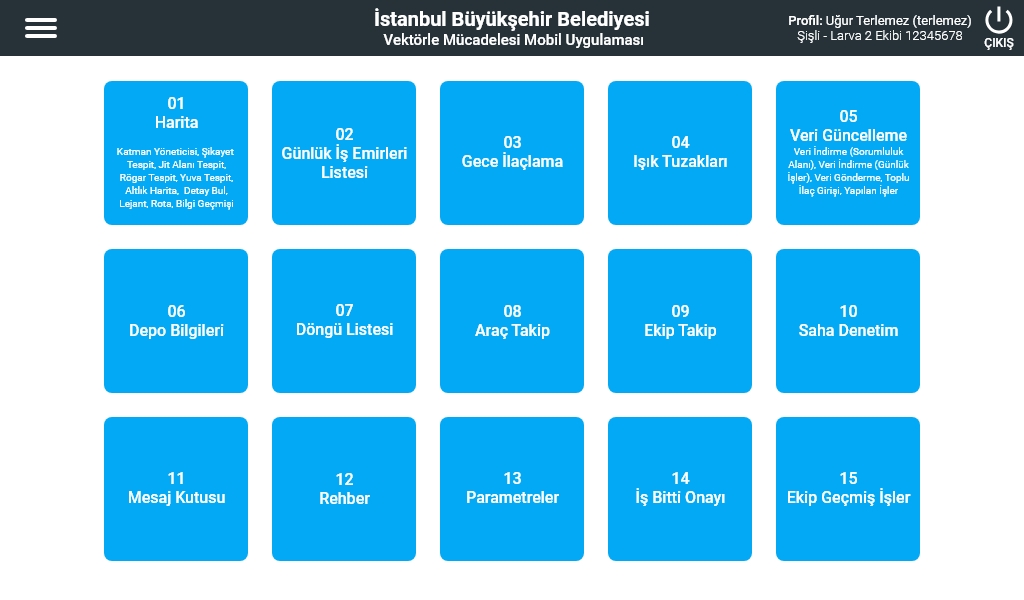 İstanbul Büyükşehir Belediyesi
Vektörle Mücadelesi Mobil Uygulaması
Profil: Uğur Terlemez (terlemez)
Şişli - Larva 2 Ekibi 12345678
ÇIKIŞ
01
Harita
Katman Yöneticisi, Şikayet
Tespit, Jit Alanı Tespit,
Rögar Tespit, Yuva Tespit,
Altlık Harita, Detay Bul,
Lejant, Rota, Bilgi Geçmişi
02
Günlük İş Emirleri
Listesi
03
Gece İlaçlama
04
Işık Tuzakları
05
Veri Güncelleme
Veri İndirme (Sorumluluk
Alanı), Veri İndirme (Günlük
İşler), Veri Gönderme, Toplu
İlaç Girişi, Yapılan İşler
06
Depo Bilgileri
07
Döngü Listesi
08
Araç Takip
09
Ekip Takip
10
Saha Denetim
11
Mesaj Kutusu
12
Rehber
13
Parametreler
14
İş Bitti Onayı
15
Ekip Geçmiş İşler